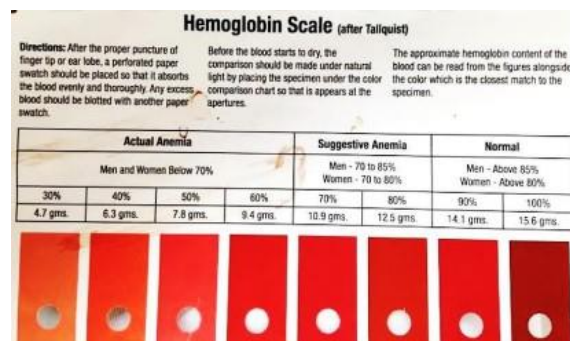 Hemoglobin Scale (after Tallquist)
Directions: After the proper puncture of
finger tip or ear lobe, a perforated paper
swatch should be placed so that it absorbs
the blood evenly and thoroughly. Any excess
blood should be blotted with another paper
swatch.
Before the blood starts to dry, the
comparison should be made under natural
light by placing the specimen under the color
comparison chart so that is appears at the
apertures.
The approximate hemoglobin content of the
blood can be read from the figures alongside
the color which is the closest match to the
specimen.
Actual Anemia
Suggestive Anemia
Normal
Men and Women Below 70%
Men - 70 to 85%
Women - 70 to 80%
Men - Above 85%
Women - Above 80%
30% 40% 50% 60% 70% 80% 90% 100%
4.7 gms. 6.3 gms. 7.8 gms. 9.4 gms. 10.9 gms. 12.5 gms. 14.1 gms. 15.6 gms.